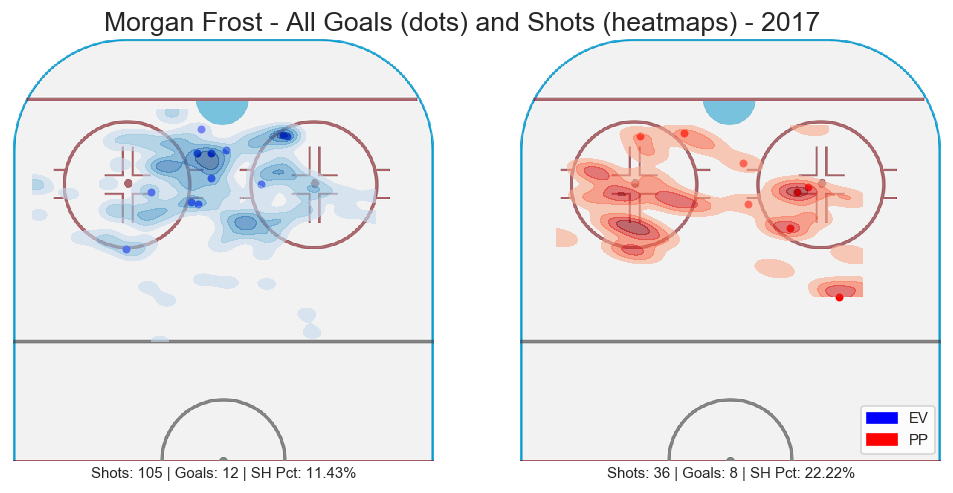 Morgan Frost - All Goals (dots) and Shots (heatmaps) - 2017
EV
PP
Shots: 105 | Goals: 12 | SH Pct: 11.43%
Shots: 36 | Goals: 8 | SH Pct: 22.22%